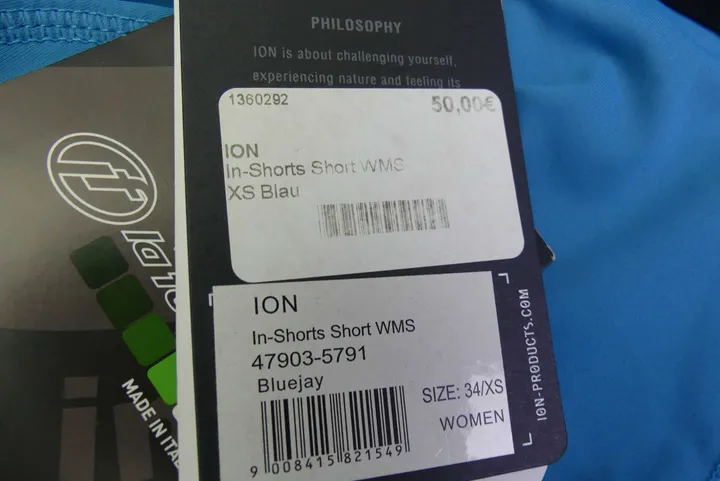 PHILOSOPHY
ION is about challenging yourself,
experiencing nature and feeling its
1360292
50,00€
ION
In-Shorts Short WMS
XS Blau
ION
In-Shorts Short WMS
47903-5791
Bluejay
SIZE: 34/XS
WOMEN
9 008415 821549
ION-PRODUCTS.COM
MADE IN